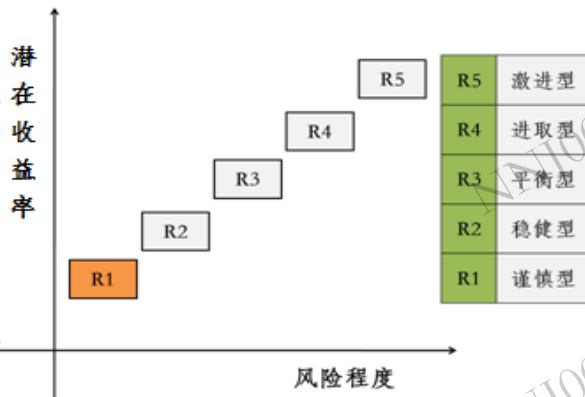 潜在收益率
R5
R4
R3
R2
R1
风险程度
R5 激进型
R4 进取型
R3 平衡型
R2 稳健型
R1 谨慎型